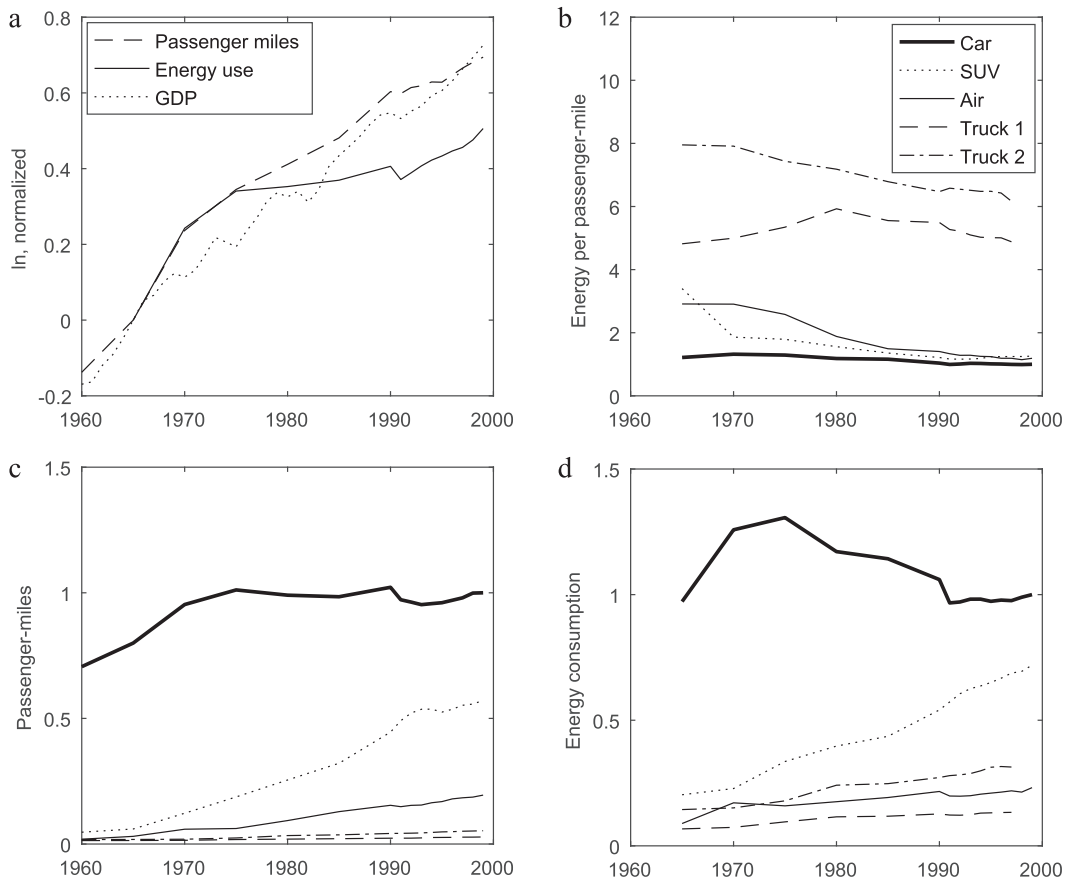 a
0.8
0.6
0.4
0.2
0
-0.2
ln, normalized
Passenger miles
Energy use
GDP
1960 1970 1980 1990 2000
b
12
10
8
6
4
2
0
Energy per passenger-mile
Car
SUV
Air
Truck 1
Truck 2
1960 1970 1980 1990 2000
c
1.5
1
0.5
0
Passenger-miles
1960 1970 1980 1990 2000
d
1.5
1
0.5
0
Energy consumption
1960 1970 1980 1990 2000